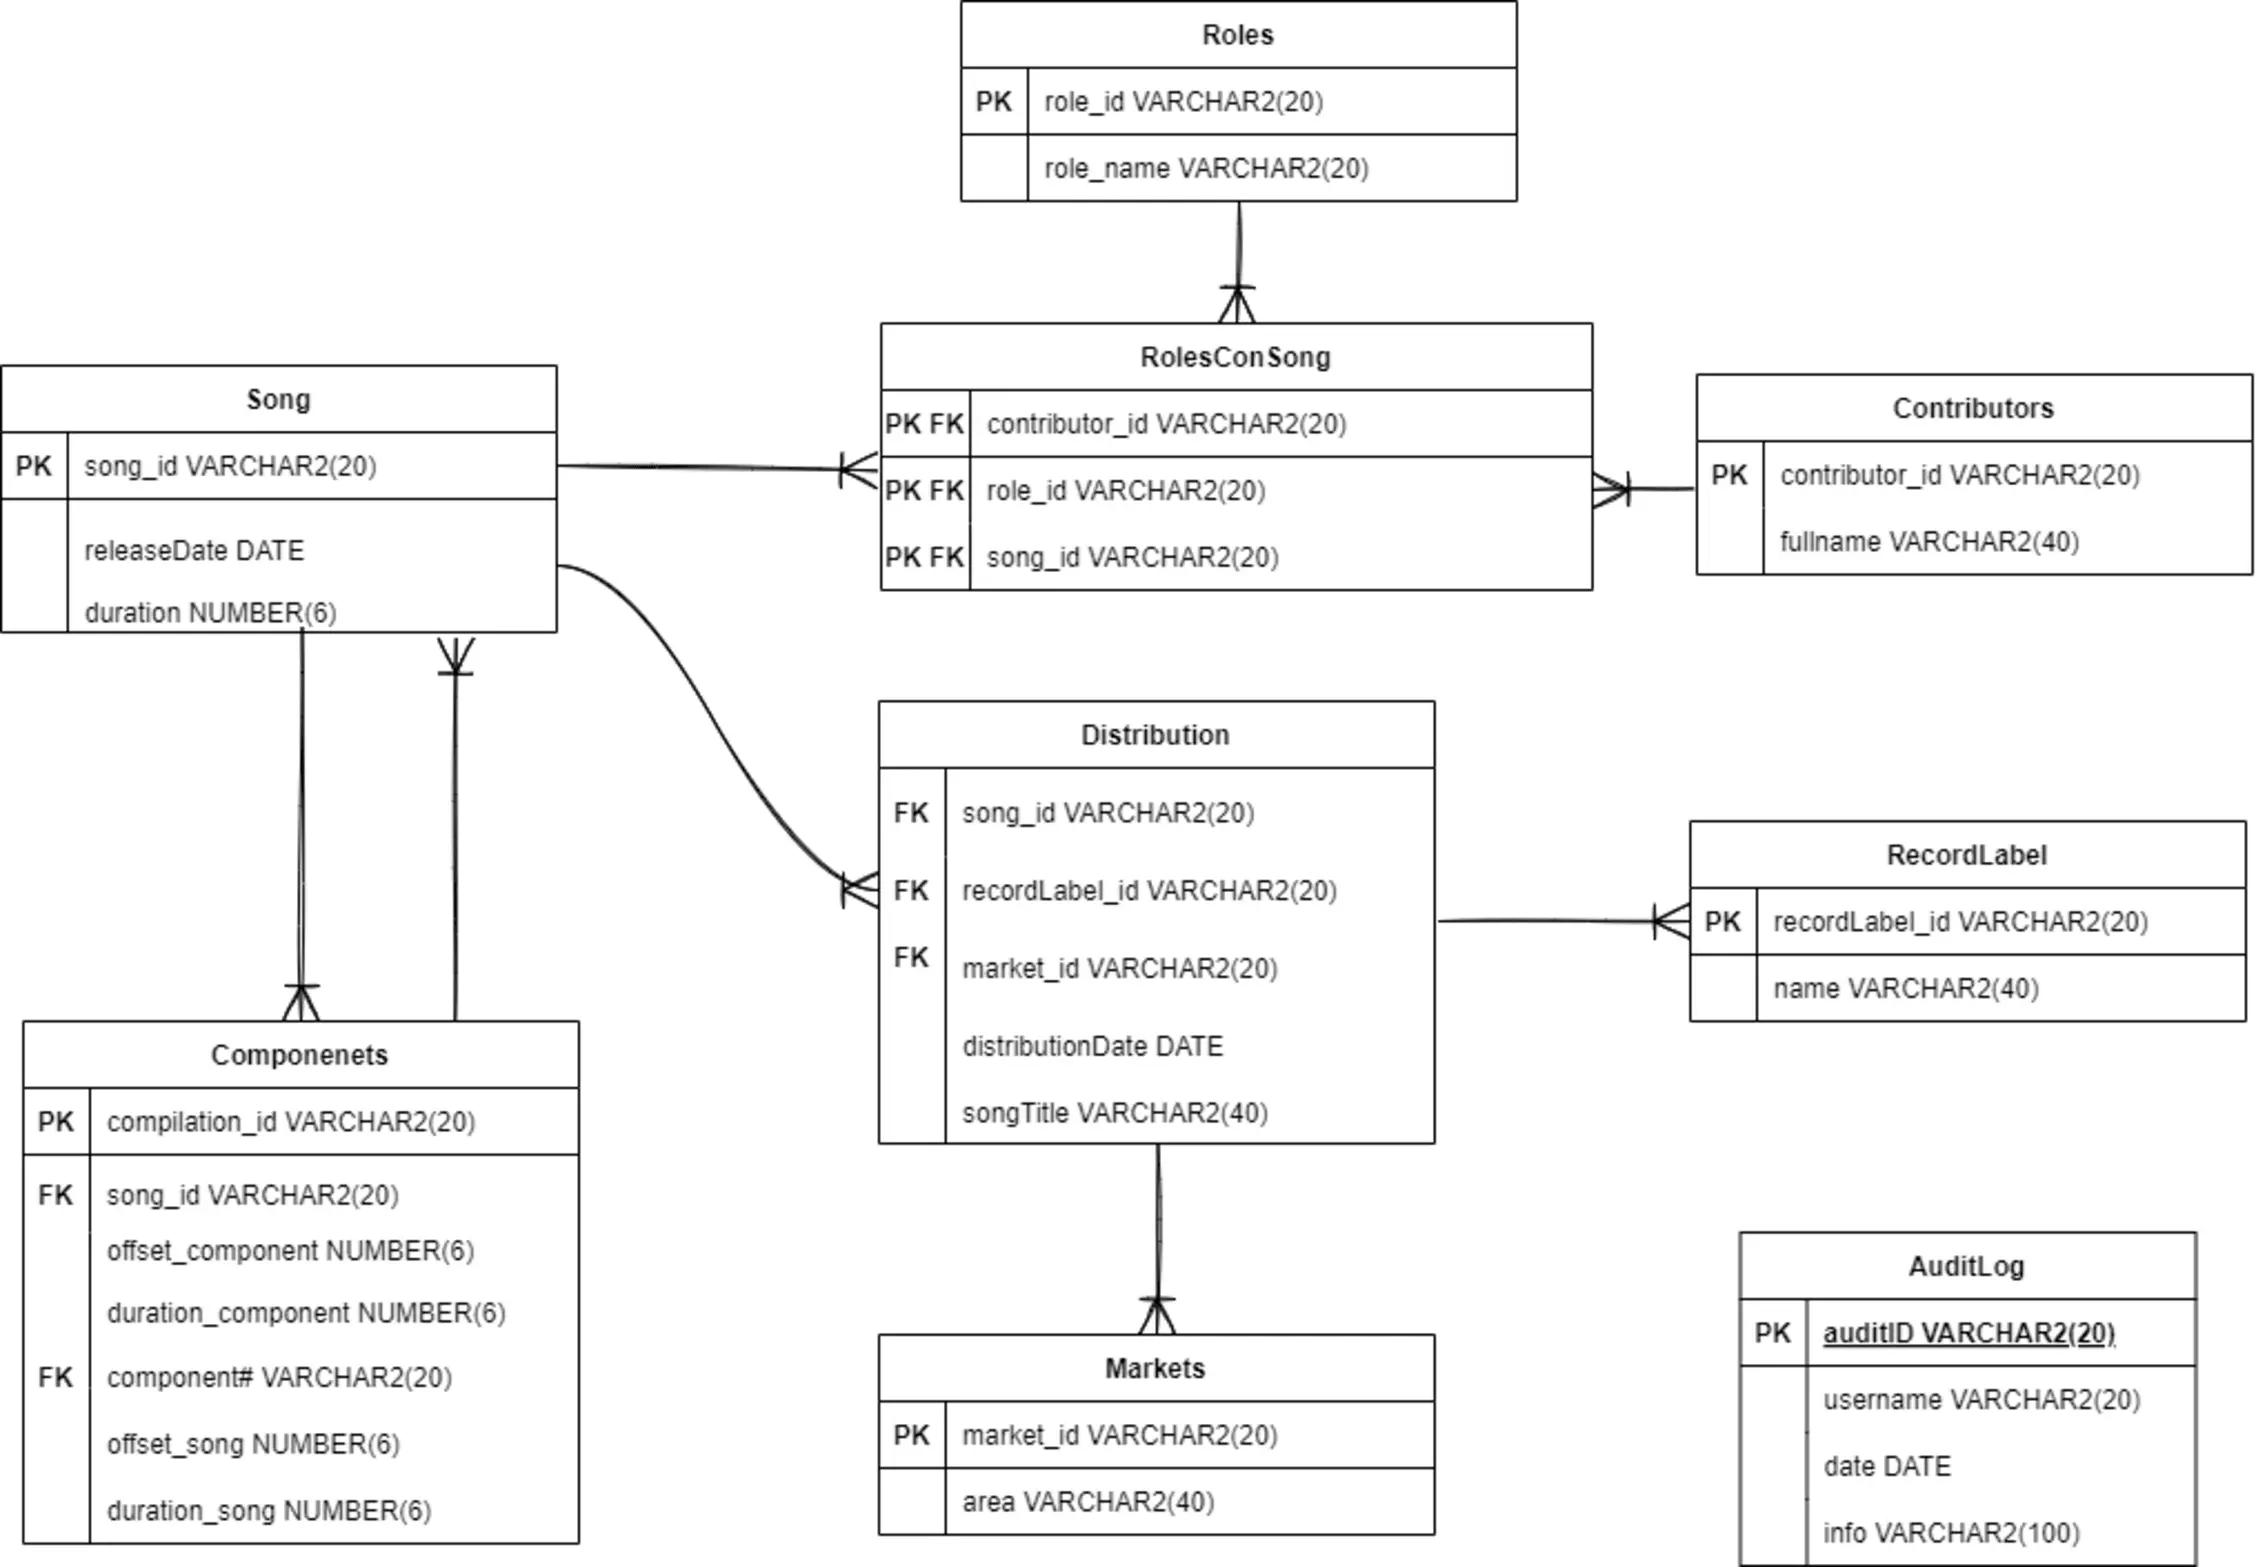 Roles
PK role_id VARCHAR2(20)
role_name VARCHAR2(20)
RolesConSong
PK FK contributor_id VARCHAR2(20)
PK FK role_id VARCHAR2(20)
PK FK song_id VARCHAR2(20)
Song
PK song_id VARCHAR2(20)
releaseDate DATE
duration NUMBER(6)
Contributors
PK contributor_id VARCHAR2(20)
fullname VARCHAR2(40)
Distribution
FK song_id VARCHAR2(20)
FK recordLabel_id VARCHAR2(20)
FK market_id VARCHAR2(20)
distributionDate DATE
songTitle VARCHAR2(40)
RecordLabel
PK recordLabel_id VARCHAR2(20)
name VARCHAR2(40)
Componenets
PK compilation_id VARCHAR2(20)
FK song_id VARCHAR2(20)
offset_component NUMBER(6)
duration_component NUMBER(6)
FK component# VARCHAR2(20)
offset_song NUMBER(6)
duration_song NUMBER(6)
Markets
PK market_id VARCHAR2(20)
area VARCHAR2(40)
AuditLog
PK auditID VARCHAR2(20)
username VARCHAR2(20)
date DATE
info VARCHAR2(100)